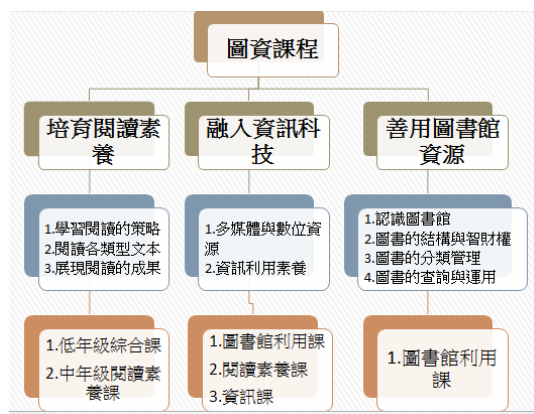 圖資課程
培育閱讀素
養
融入資訊科
技
善用圖書館
資源
1.學習閱讀的策略
2.閱讀各類型文本
3.展現閱讀的成果
1.多媒體與數位資
源
2.資訊利用素養
1.認識圖書館
2.圖書的結構與智財權
3.圖書的分類管理
4.圖書的查詢與運用
1.低年級綜合課
2.中年級閱讀素
養課
1.圖書館利用課
2.閱讀素養課
3.資訊課
1.圖書館利用
課